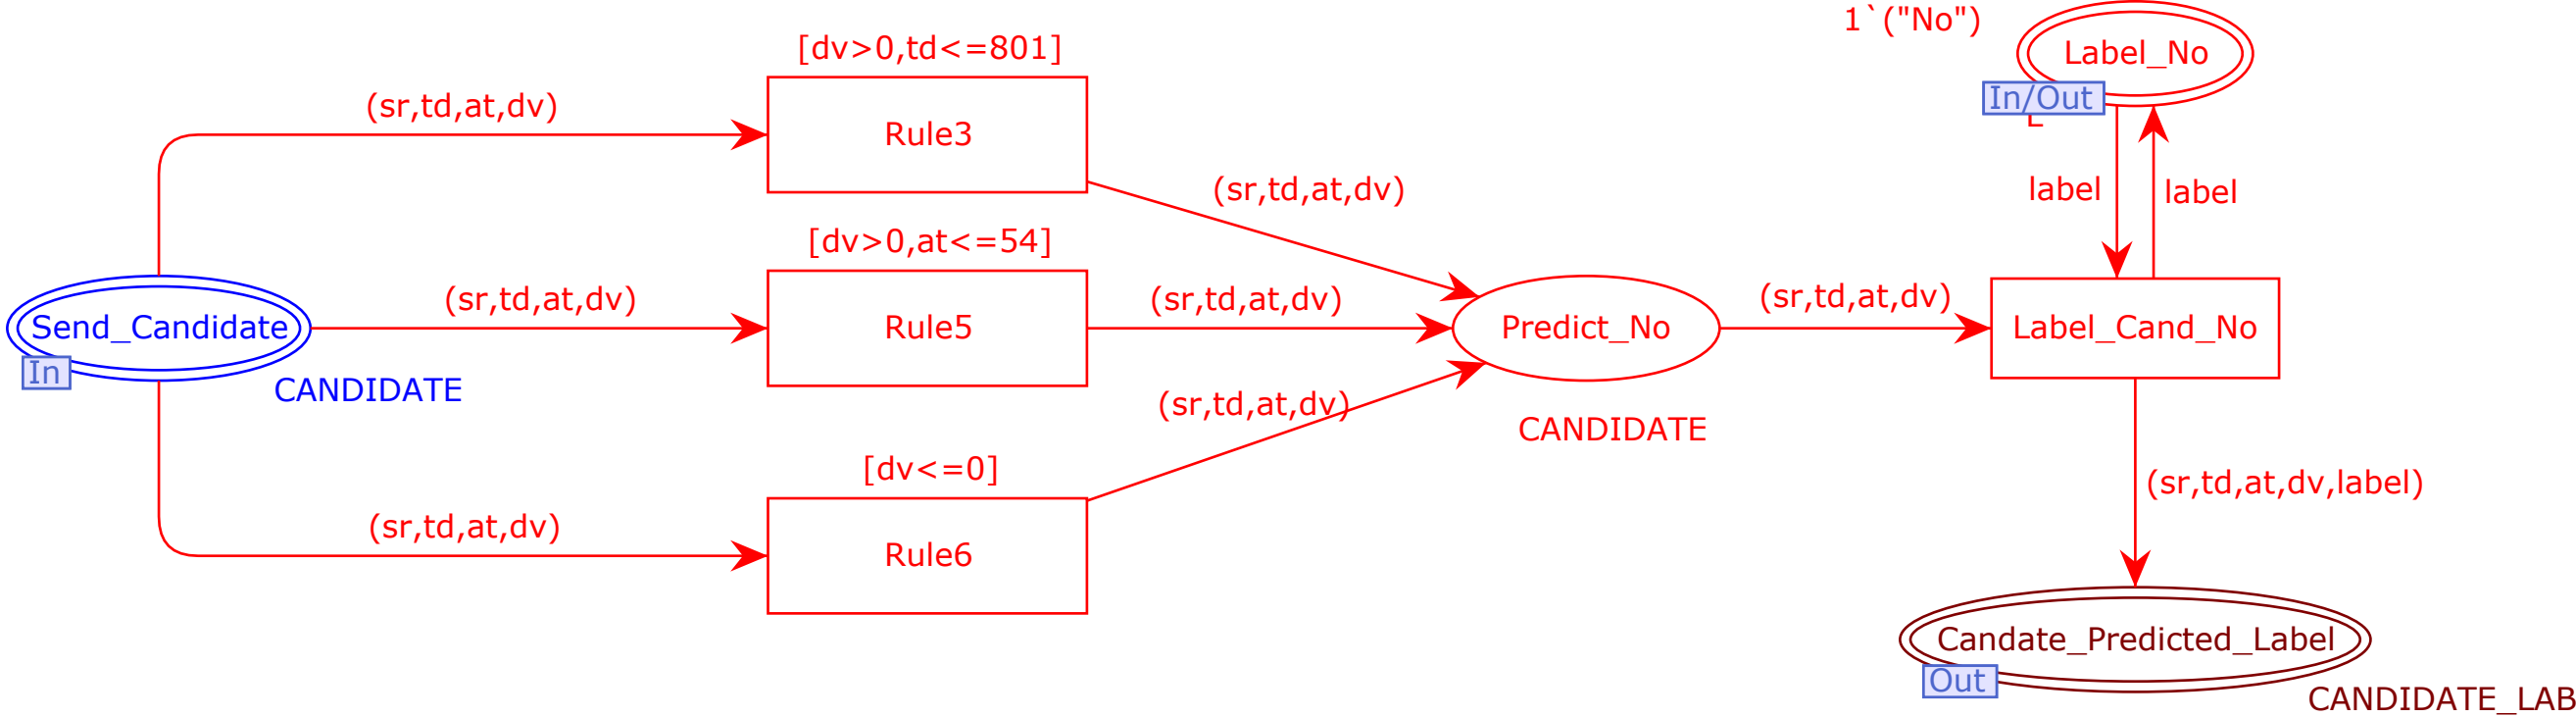 1`("No")
Label_No
In/Out
[dv>0,td<=801]
(sr,td,at,dv)
Rule3
(sr,td,at,dv)
label
label
[dv>0,at<=54]
(sr,td,at,dv)
Rule5
(sr,td,at,dv)
Send_Candidate
In
CANDIDATE
Predict_No
CANDIDATE
(sr,td,at,dv)
Label_Cand_No
(sr,td,at,dv)
[dv<=0]
(sr,td,at,dv)
Rule6
(sr,td,at,dv,label)
Candate_Predicted_Label
Out
CANDIDATE_LAB